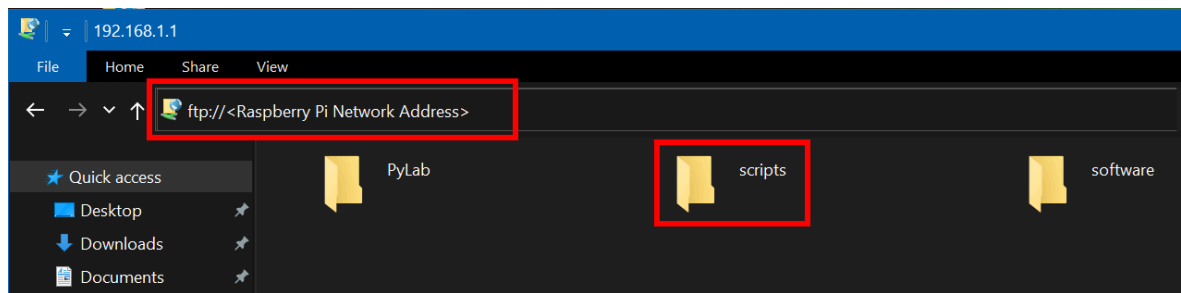 192.168.1.1
File Home Share View
ftp://<Raspberry Pi Network Address>
Quick access
PyLab scripts software
Desktop
Downloads
Documents